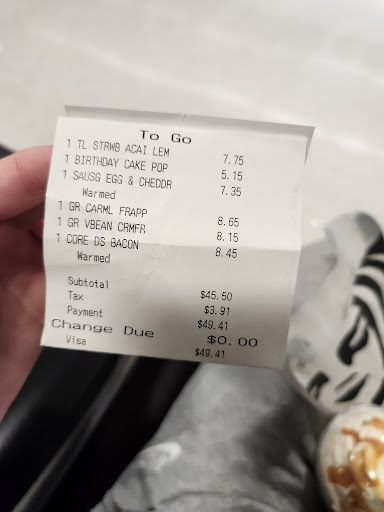 To Go
1 TL STRWB ACAI LEM 7.75
1 BIRTHDAY CAKE POP 5.15
1 SAUSG EGG & CHEDDR 7.35
Warmed
1 GR CARML FRAPP 8.65
1 GR VBEAN CRMFR 8.15
1 CORE DS BACON 8.45
Warmed
Subtotal $45.50
Tax $3.91
Payment $49.41
Change Due $0.00
Visa $49.41